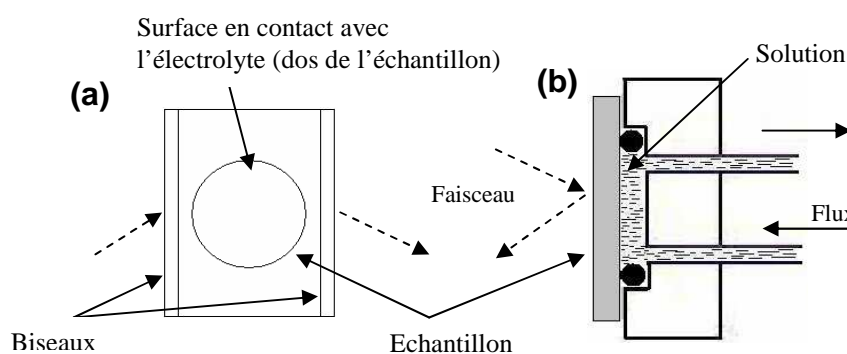 Surface en contact avec
l'électrolyte (dos de l'échantillon)
Solution
(a)
(b)
Faisceau
Flux
Biseaux
Echantillon